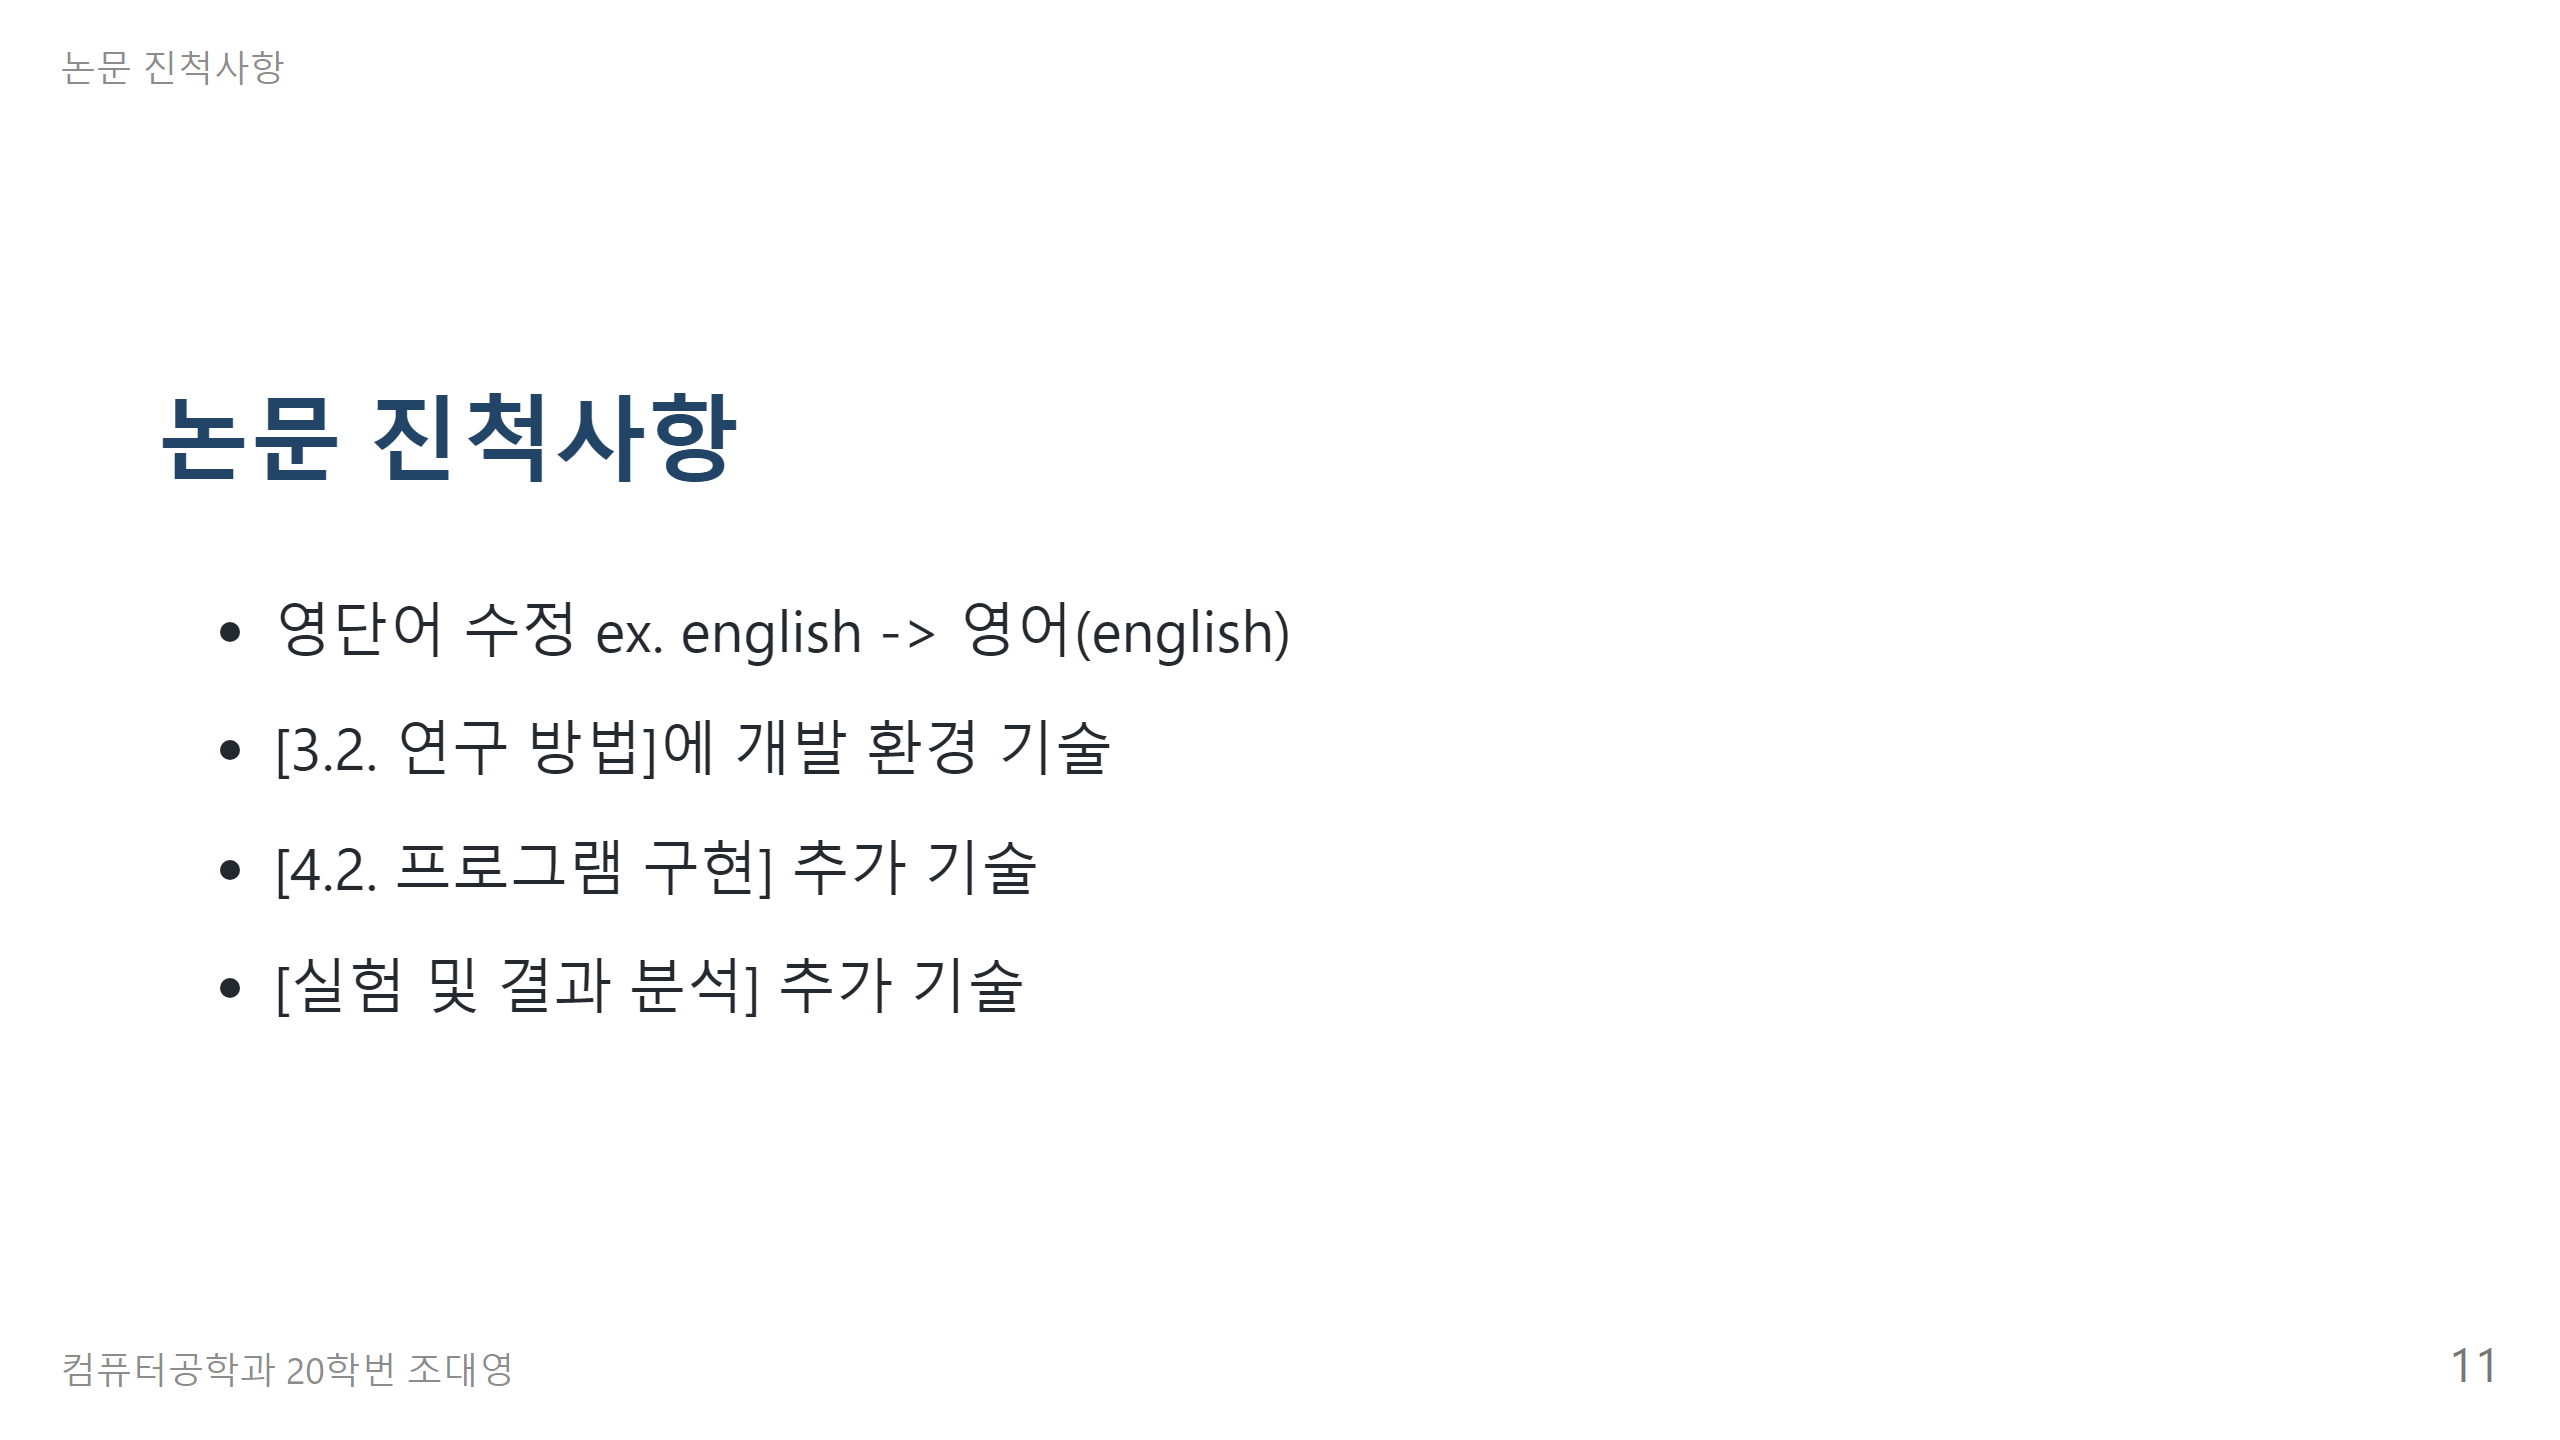 논문 진척사항
논문 진척사항
• 영단어 수정 ex. english -> 영어(english)
• [3.2. 연구 방법]에 개발 환경 기술
• [4.2. 프로그램 구현] 추가 기술
• [실험 및 결과 분석] 추가 기술
컴퓨터공학과 20학번 조대영
11